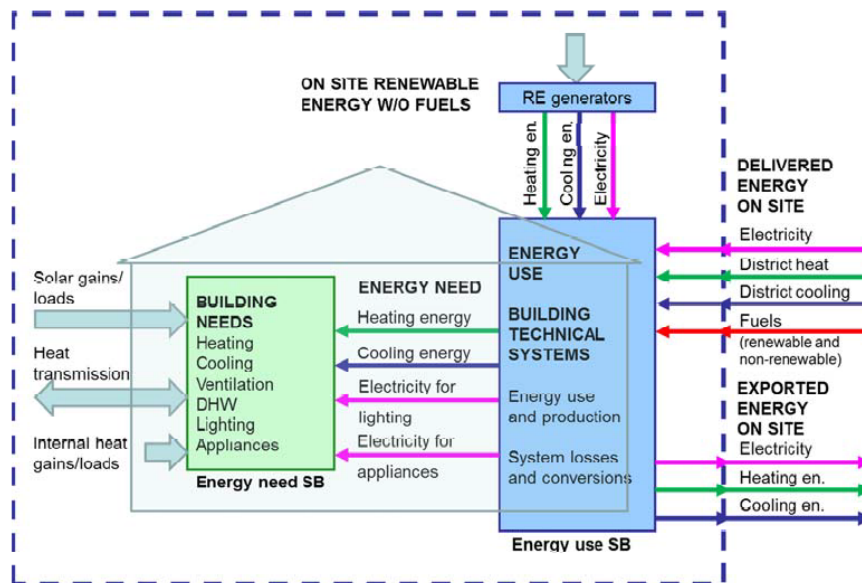 ON SITE RENEWABLE
ENERGY W/O FUELS
RE generators
Heating en.
Cooling en.
Electricity
DELIVERED
ENERGY
ON SITE
Electricity
District heat
District cooling
Fuels
(renewable and
non-renewable)
EXPORTED
ENERGY
ON SITE
Electricity
Heating en.
Cooling en.
Solar gains/
loads
Heat
transmission
Internal heat
gains/loads
BUILDING
NEEDS
Heating
Cooling
Ventilation
DHW
Lighting
Appliances
Energy need SB
ENERGY NEED
Heating energy
Cooling energy
Electricity for
lighting
Electricity for
appliances
ENERGY
USE
BUILDING
TECHNICAL
SYSTEMS
Energy use
and production
System losses
and conversions
Energy use SB